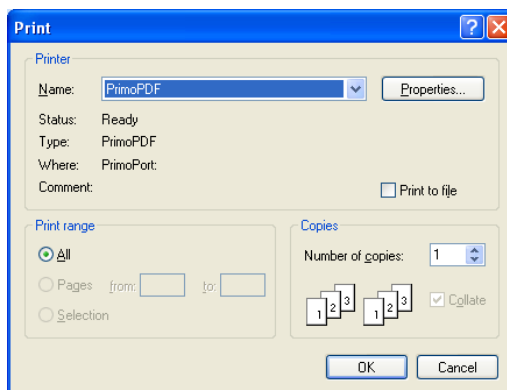 Print
Printer
Name: PrimoPDF Properties...
Status: Ready
Type: PrimoPDF
Where: PrimoPort:
Comment: Print to file
Print range
All
Pages from: to:
Selection
Copies
Number of copies: 1
1 2 3 1 2 3 Collate
OK Cancel